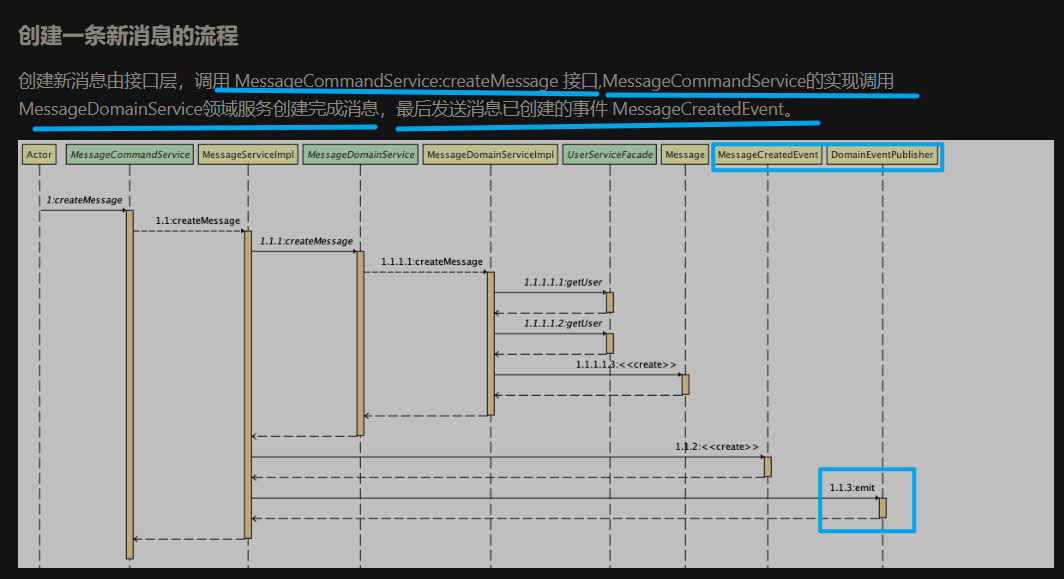 创建一条新消息的流程
创建新消息由接口层，调用 MessageCommandService:createMessage 接口,MessageCommandService的实现调用
MessageDomainService领域服务创建完成消息，最后发送消息已创建的事件 MessageCreatedEvent。
Actor MessageCommandService MessageServiceImpl MessageDomainService MessageDomainServiceImpl UserServiceFacade Message MessageCreatedEvent DomainEventPublisher
1:createMessage
1.1:createMessage
1.1.1:createMessage
1.1.1.1:createMessage
1.1.1.1.1:getUser
1.1.1.1.2:getUser
1.1.1.1.3:<<create>>
1.1.2:<<create>>
1.1.3:emit